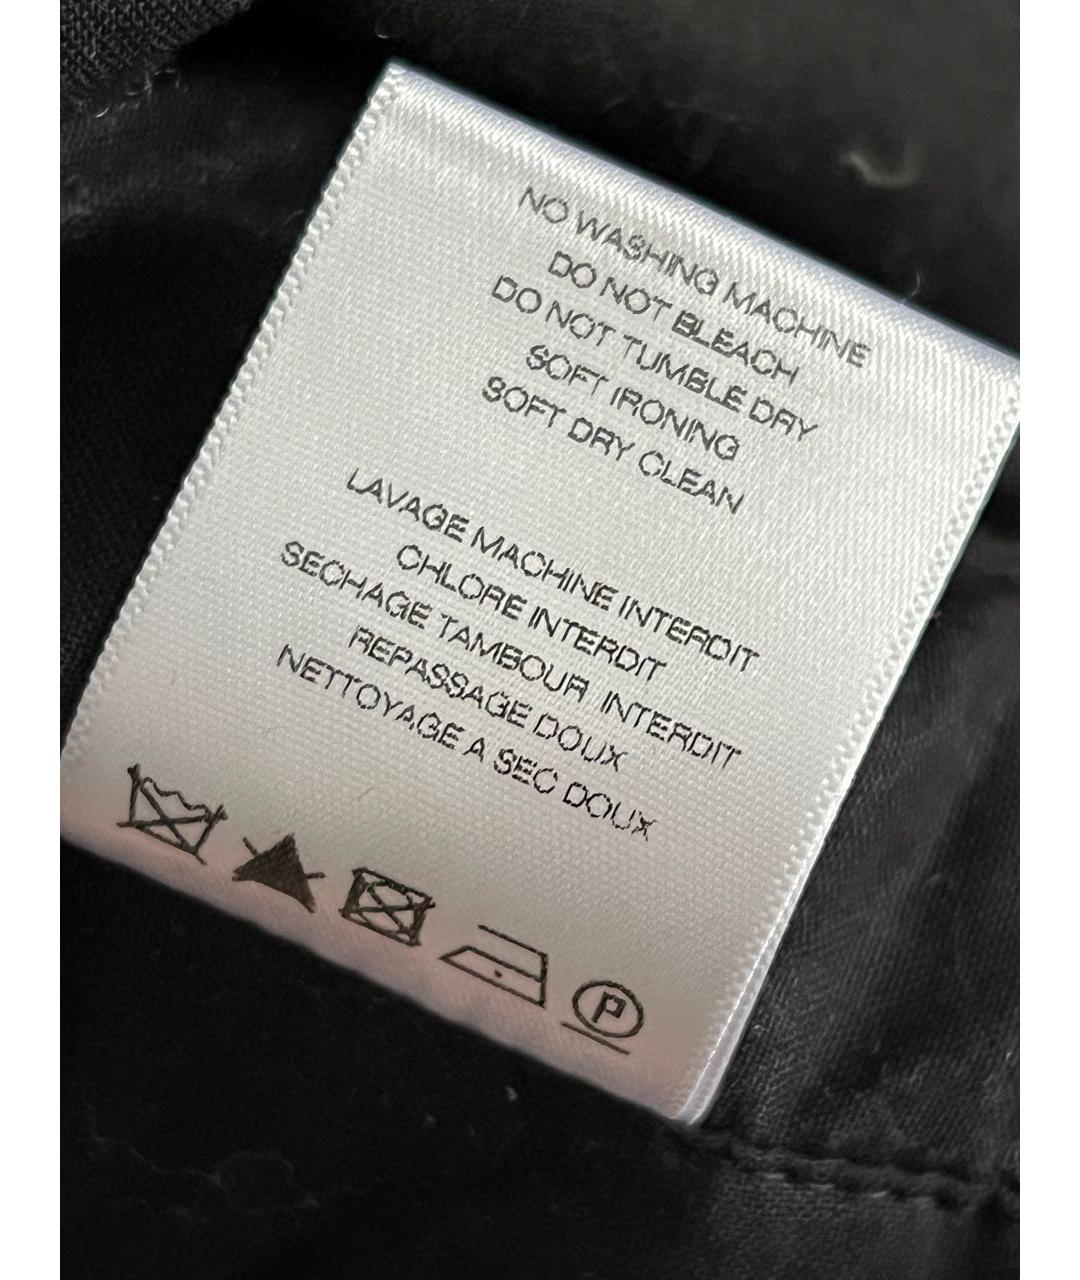 NO WASHING MACHINE
DO NOT BLEACH
DO NOT TUMBLE DRY
SOFT IRONING
SOFT DRY CLEAN
LAVAGE MACHINE INTERDIT
CHLORE INTERDIT
SECHAGE TAMBOUR INTERDIT
REPASSAGE DOUX
NETTOYAGE A SEC DOUX
P